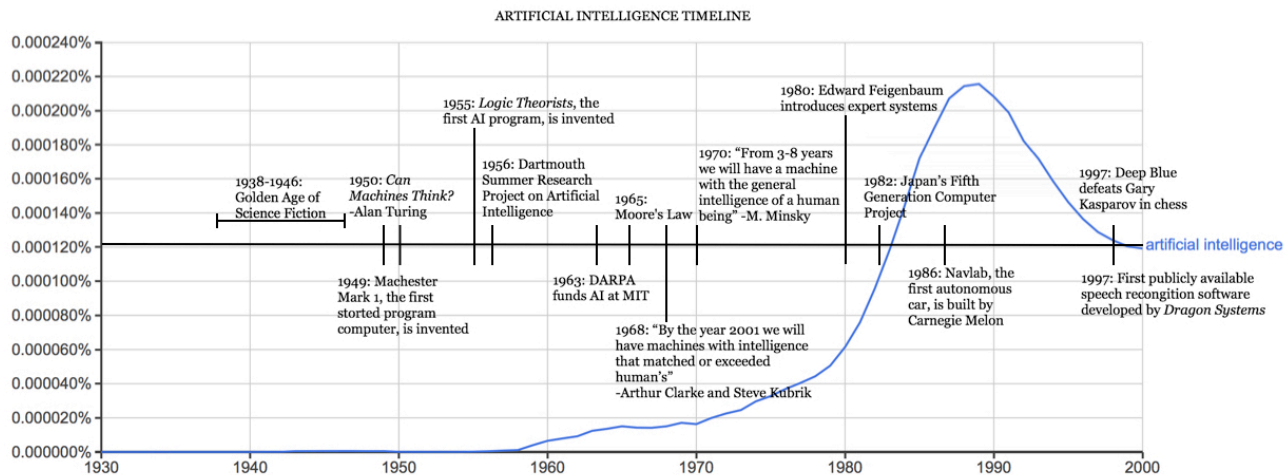 ARTIFICIAL INTELLIGENCE TIMELINE
0.000240%
0.000220%
0.000200%
0.000180%
0.000160%
0.000140%
0.000120%
0.000100%
0.000080%
0.000060%
0.000040%
0.000020%
0.000000%
1938-1946:
Golden Age of
Science Fiction
1950: Can
Machines Think?
-Alan Turing
1949: Machester
Mark 1, the first
storted program
computer, is invented
1955: Logic Theorists, the
first AI program, is invented
1956: Dartmouth
Summer Research
Project on Artificial
Intelligence
1963: DARPA
funds AI at MIT
1965:
Moore's Law
1968: “By the year 2001 we will
have machines with intelligence
that matched or exceeded
human's”
-Arthur Clarke and Steve Kubrik
1970: “From 3-8 years
we will have a machine
with the general
intelligence of a human
being” -M. Minsky
1980: Edward Feigenbaum
introduces expert systems
1982: Japan's Fifth
Generation Computer
Project
1986: Navlab, the
first autonomous
car, is built by
Carnegie Melon
1997: Deep Blue
defeats Gary
Kasparov in chess
artificial intelligence
1997: First publicly available
speech recongition software
developed by Dragon Systems
1930
1940
1950
1960
1970
1980
1990
2000